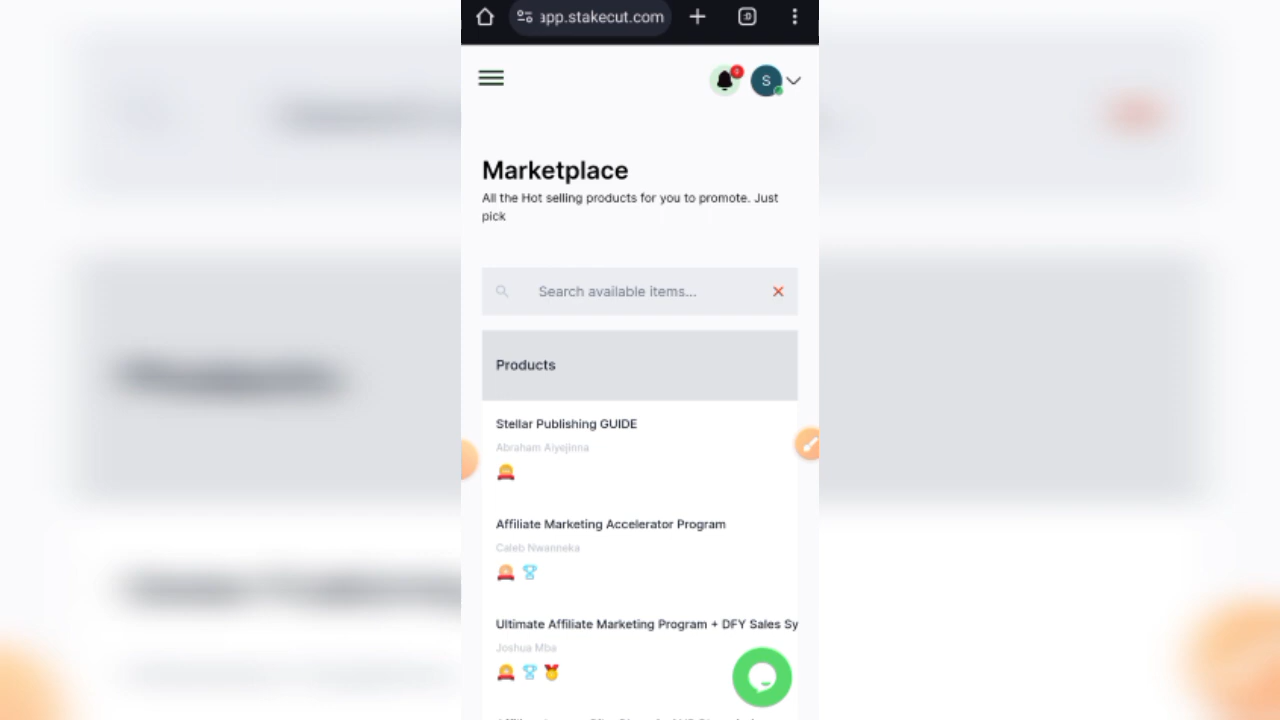 app.stakecut.com
S
Marketplace
All the Hot selling products for you to promote. Just
pick
Search available items...
Products
Stellar Publishing GUIDE
Abraham Aiyejinna
Affiliate Marketing Accelerator Program
Caleb Nwanneka
Ultimate Affiliate Marketing Program + DFY Sales Sy
Joshua Mba